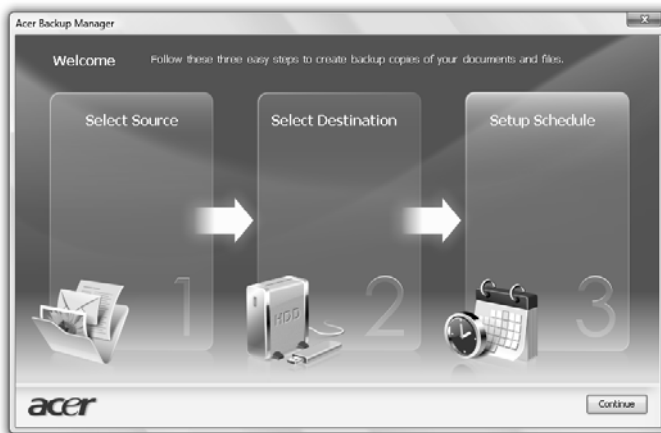 Acer Backup Manager
Welcome Follow these three easy steps to create backup copies of your documents and files.
Select Source
Select Destination
Setup Schedule
1
HDD
2
3
acer
Continue